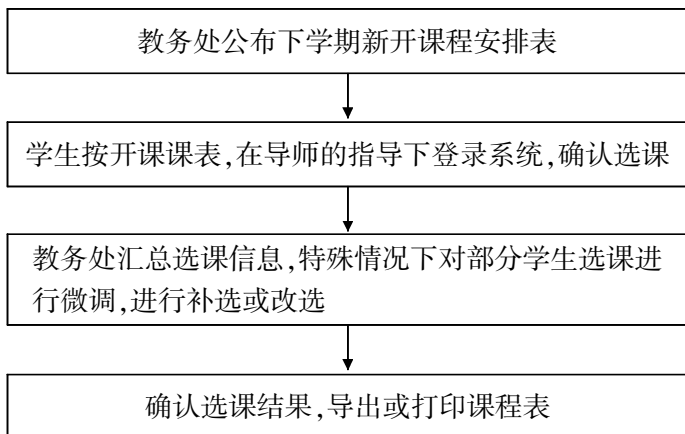 教务处公布下学期新开课程安排表
学生按开课课表,在导师的指导下登录系统,确认选课
教务处汇总选课信息,特殊情况下对部分学生选课进
行微调,进行补选或改选
确认选课结果,导出或打印课程表